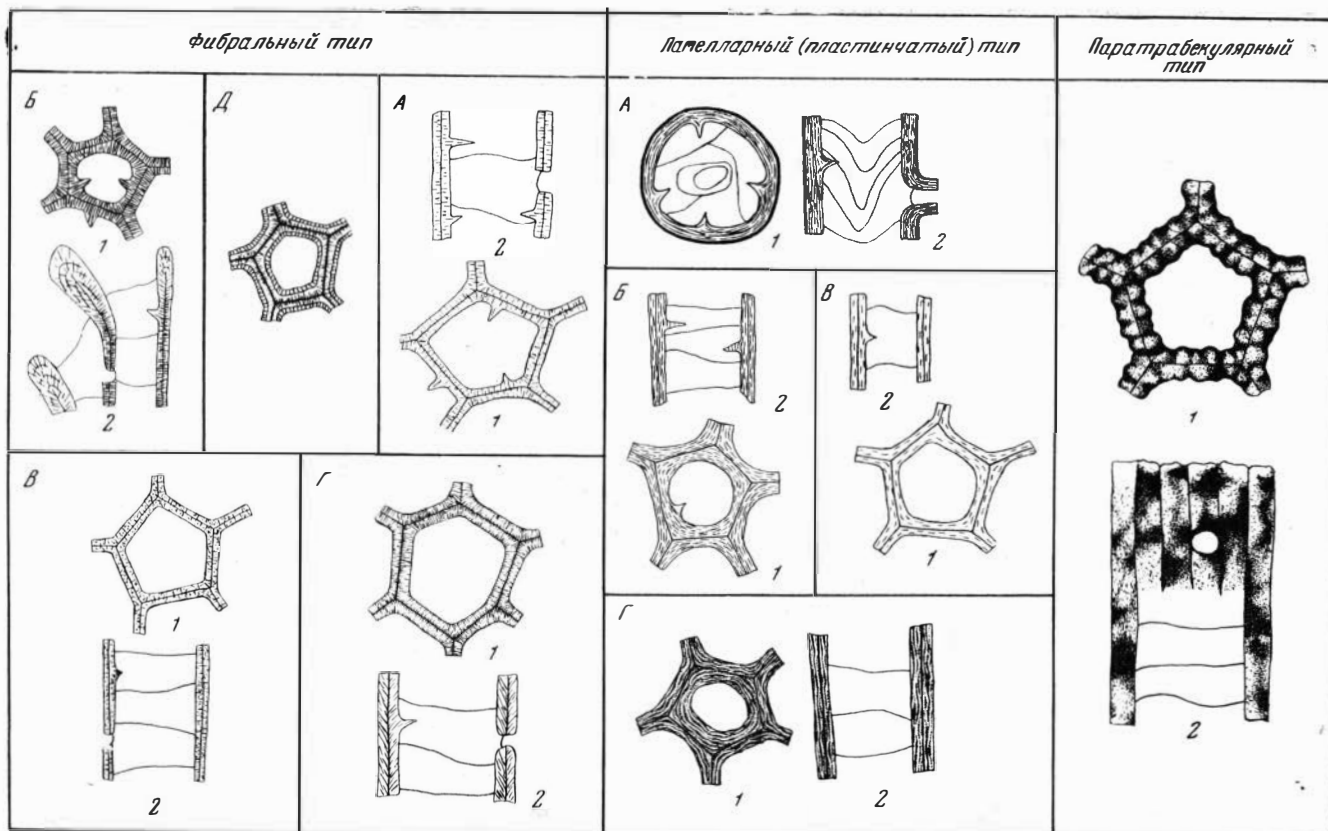 Фибральный тип
Ламеллярный (пластинчатый) тип
Паратрабекулярный
тип
Б
1
2
Д
А
2
1
В
1
2
Г
1
2
А
1
2
Б
2
1
В
2
1
Г
1
2
1
2